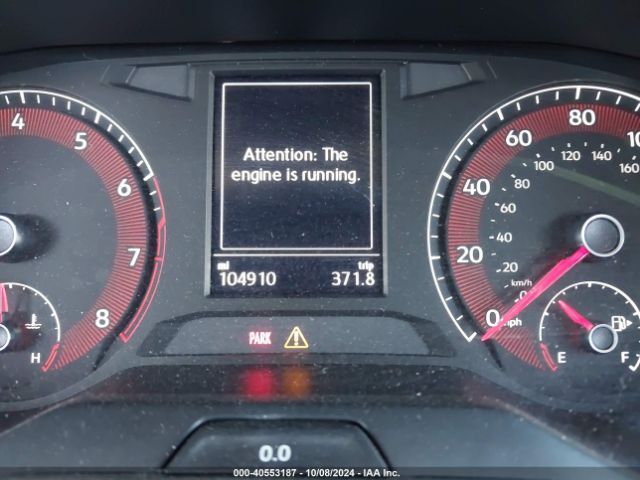 4
5
6
7
8
H
Attention: The
engine is running.
mi
trip
104910
371.8
PARK
0
20
40
60
80
0
20
40
60
80
100
120
140
160
km/h
mph
E
F
0.0
000-40553187 - 10/08/2024 - IAA Inc.